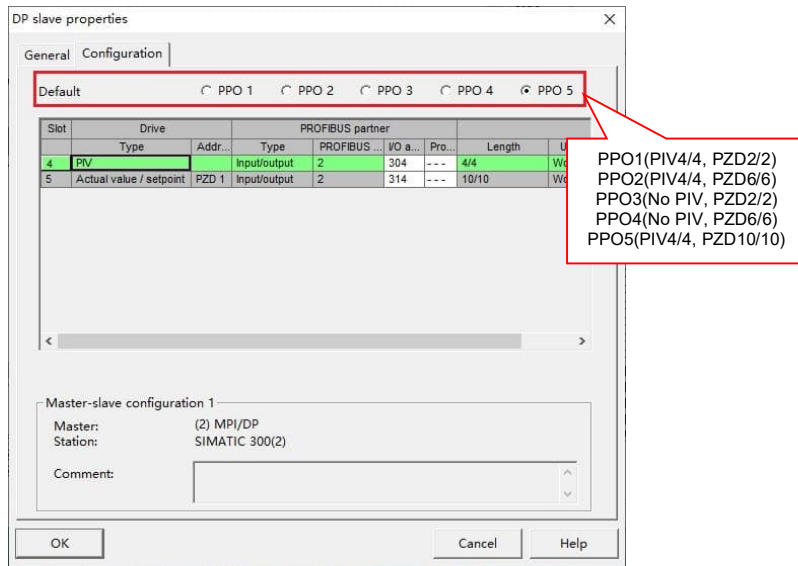 DP slave properties
General Configuration
Default PPO 1 PPO 2 PPO 3 PPO 4 PPO 5
Slot Drive PROFIBUS partner
Type Addr... Type PROFIBUS ... I/O a... Pro... Length
4 PIV Input/output 2 304 --- 4/4
5 Actual value / setpoint PZD 1 Input/output 2 314 --- 10/10
PPO1(PIV4/4, PZD2/2)
PPO2(PIV4/4, PZD6/6)
PPO3(No PIV, PZD2/2)
PPO4(No PIV, PZD6/6)
PPO5(PIV4/4, PZD10/10)
Master-slave configuration 1
Master: (2) MPI/DP
Station: SIMATIC 300(2)
Comment:
OK Cancel Help